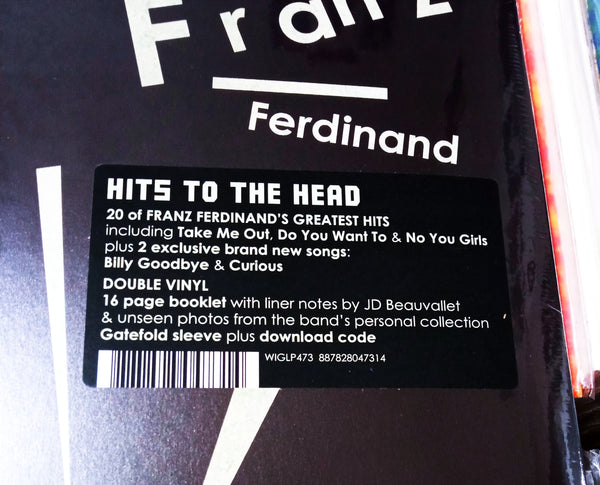 Franz
Ferdinand
HITS TO THE HEAD
20 of FRANZ FERDINAND'S GREATEST HITS
including Take Me Out, Do You Want To & No You Girls
plus 2 exclusive brand new songs:
Billy Goodbye & Curious
DOUBLE VINYL
16 page booklet with liner notes by JD Beauvallet
& unseen photos from the band's personal collection
Gatefold sleeve plus download code
WIGLP473 887828047314